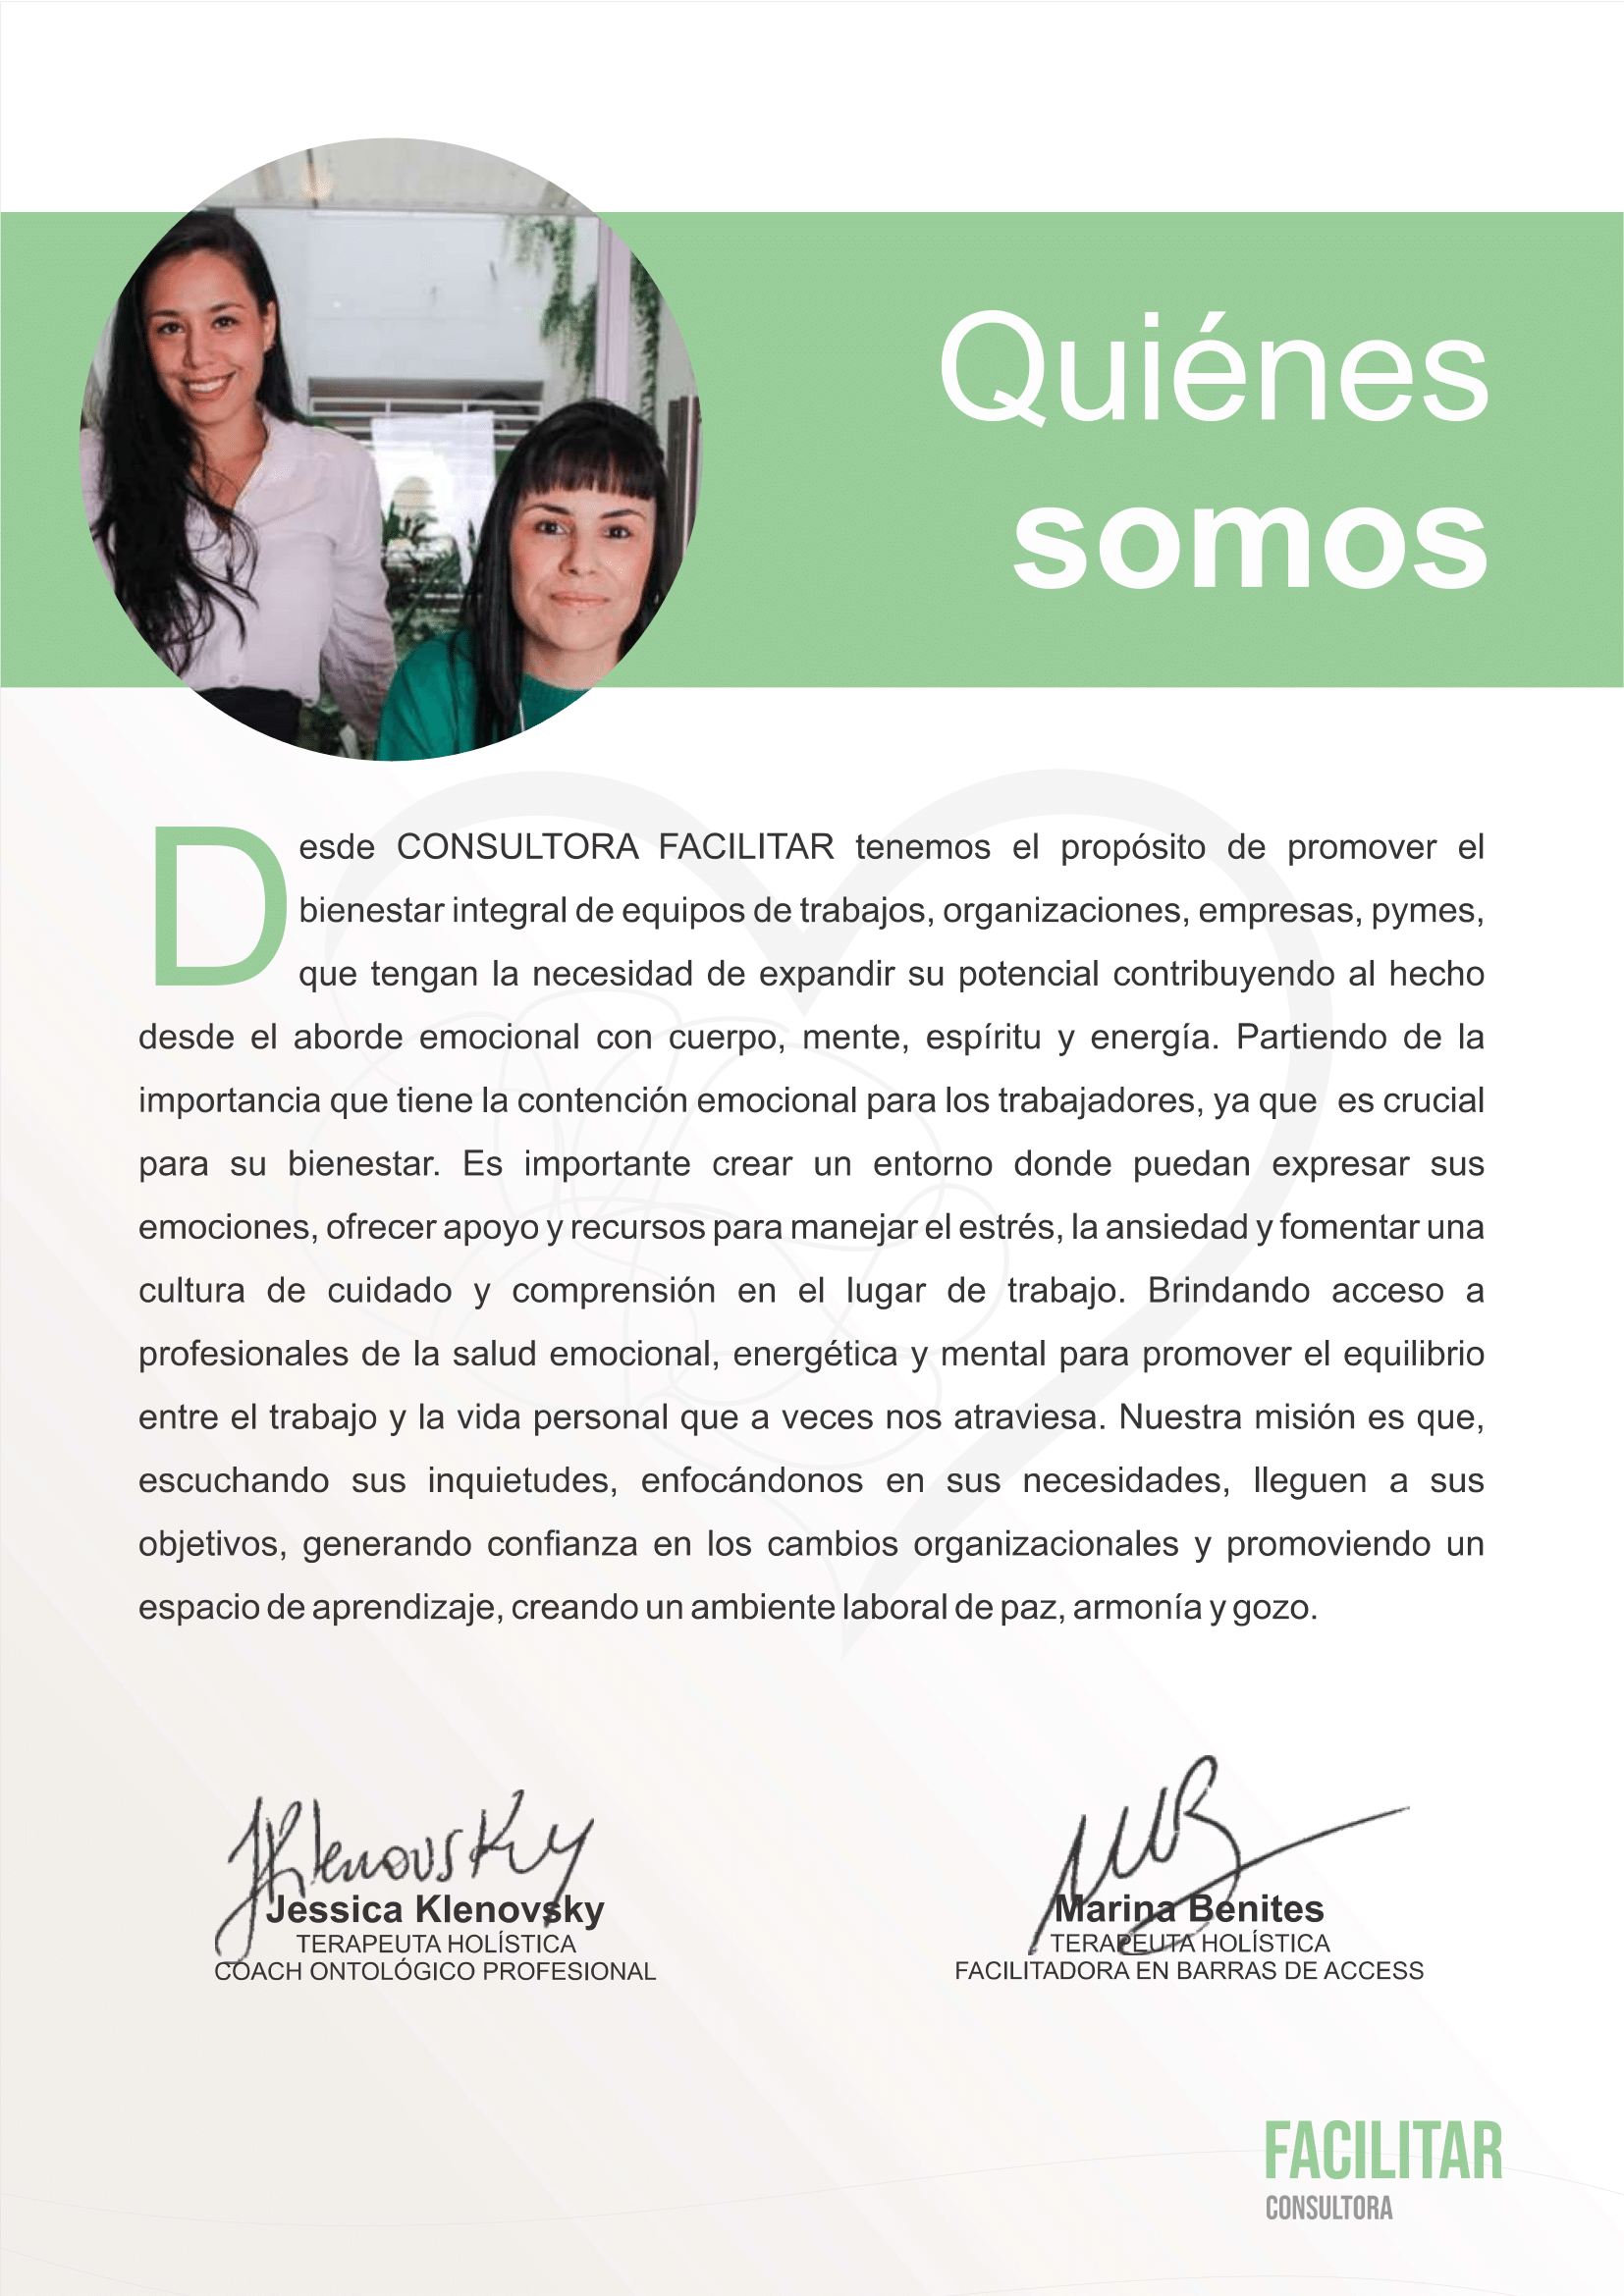 Quiénes
somos
Desde CONSULTORA FACILITAR tenemos el propósito de promover el
bienestar integral de equipos de trabajos, organizaciones, empresas, pymes,
que tengan la necesidad de expandir su potencial contribuyendo al hecho
desde el aborde emocional con cuerpo, mente, espíritu y energía. Partiendo de la
importancia que tiene la contención emocional para los trabajadores, ya que  es crucial
para su bienestar. Es importante crear un entorno donde puedan expresar sus
emociones, ofrecer apoyo y recursos para manejar el estrés, la ansiedad y fomentar una
cultura de cuidado y comprensión en el lugar de trabajo. Brindando acceso a
profesionales de la salud emocional, energética y mental para promover el equilibrio
entre el trabajo y la vida personal que a veces nos atraviesa. Nuestra misión es que,
escuchando sus inquietudes, enfocándonos en sus necesidades, lleguen a sus
objetivos, generando confianza en los cambios organizacionales y promoviendo un
espacio de aprendizaje, creando un ambiente laboral de paz, armonía y gozo.
JKlenovsky
Jessica Klenovsky
TERAPEUTA HOLÍSTICA
COACH ONTOLÓGICO PROFESIONAL
MB
Marina Benites
TERAPEUTA HOLÍSTICA
FACILITADORA EN BARRAS DE ACCESS
FACILITAR
CONSULTORA